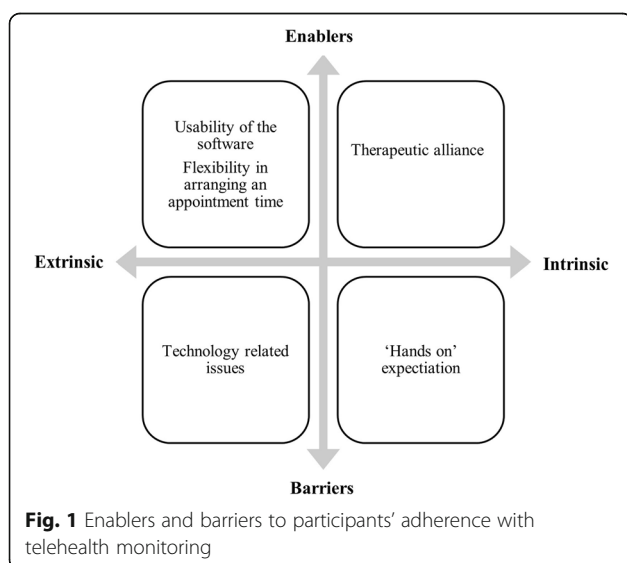 Enablers
Usability of the
software
Flexibility in
arranging an
appointment time
Therapeutic alliance
Extrinsic
Intrinsic
Technology related
issues
‘Hands on’
expectiation
Barriers
Fig. 1 Enablers and barriers to participants’ adherence with
telehealth monitoring